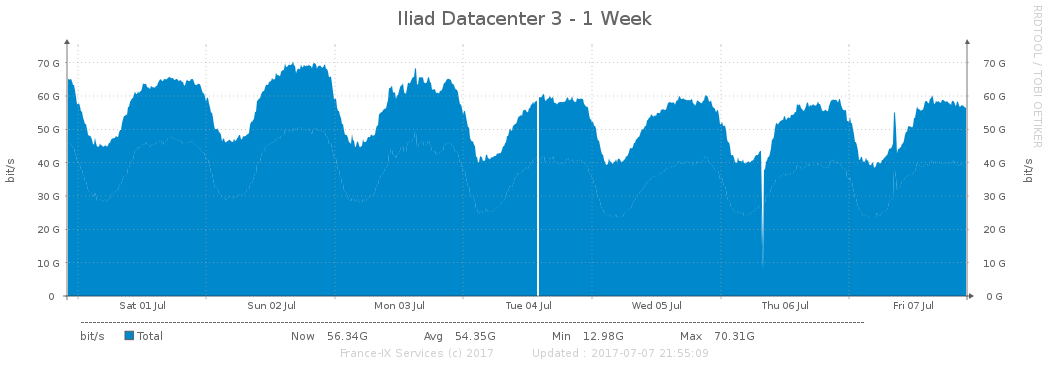 Iliad Datacenter 3 - 1 Week
RRDTOOL / TOBI OETIKER
70 G 70 G
60 G 60 G
50 G 50 G
40 G 40 G
30 G 30 G
20 G 20 G
10 G 10 G
0 0 G
bit/s bit/s
Sat 01 Jul Sun 02 Jul Mon 03 Jul Tue 04 Jul Wed 05 Jul Thu 06 Jul Fri 07 Jul
bit/s Total Now 56.34G Avg 54.35G Min 12.98G Max 70.31G
France-IX Services (c) 2017 Updated : 2017-07-07 21:55:09